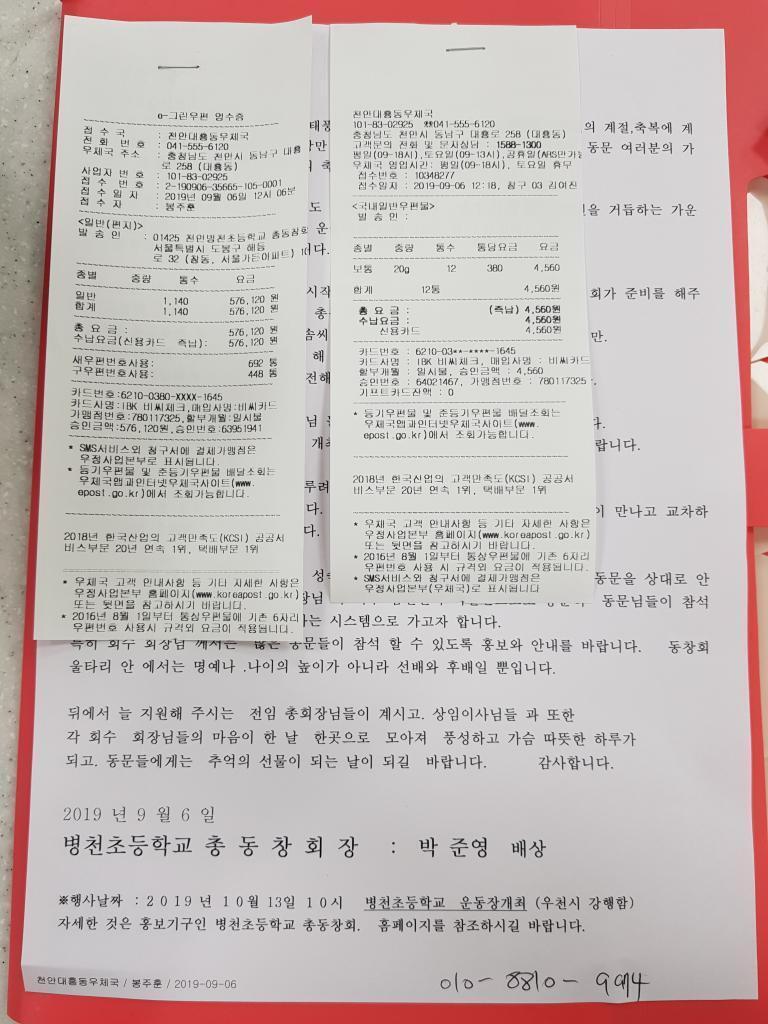 e-그린우편 영수증
접 수 국 : 천안대흥동우체국
전 화 번 호 : 041-555-6120
우체국 주소 : 충청남도 천안시 동남구 대흥
로 258 (대흥동)
사업자 번호 : 101-83-02925
접 수 번 호 : 2-190906-35665-105-0001
접 수 일 자 : 2019년 09월 06일 12시 06분
접 수 자 : 봉주훈
<일반(편지)>
발 송 인 : 01425 천안병천초등학교 총동창회
서울특별시 도봉구 해등
로 32 (창동, 서울가든아파트)
종별 중량 통수 요금
일반 1,140 576,120 원
합계 1,140 576,120 원
총 요 금 : 576,120 원
수납요금(신용카드 즉납): 576,120 원
새우편번호사용: 692 통
구우편번호사용: 448 통
카드번호:6210-0380-XXXX-1645
카드사명:IBK 비씨체크,매입사명:비씨카드
가맹점번호:780117325,할부개월:일시불
승인금액:576,120원,승인번호:63951941
* SMS서비스와 청구서에 결제가맹점은
우정사업본부로 표시됩니다.
* 등기우편물 및 준등기우편물 배달조회는
우체국앱과인터넷우체국사이트(www.
epost.go.kr)에서 조회가능합니다.
2018년 한국산업의 고객만족도(KCSI) 공공서
비스부문 20년 연속 1위, 택배부문 1위
* 우체국 고객 안내사항 등 기타 자세한 사항은
우정사업본부 홈페이지(www.koreapost.go.kr)
또는 뒷면을 참고하시기 바랍니다.
* 2016년 8월 1일부터 통상우편물에 기존 6자리
우편번호 사용시 규격외 요금이 적용됩니다.
천안대흥동우체국
101-83-02925 ☎041-555-6120
충청남도 천안시 동남구 대흥로 258 (대흥동)
고객문의 전화 및 문자상담 : 1588-1300
평일(09-18시),토요일(09-13시),공휴일(ARS만가능
우체국 영업시간: 평일(09-18시), 토요일 휴무
접수번호 : 10348277
접수일자 : 2019-09-06 12:18, 창구 03 김여진
<국내일반우편물>
발 송 인 :
종별 중량 통수 통당요금 요금
보통 20g 12 380 4,560
합계 12통 4,560원
총 요 금 : (즉납) 4,560원
수납요금 : 4,560원
신용카드 4,560원
카드번호 : 6210-03**-****-1645
카드사명 : IBK 비씨체크, 매입사명 : 비씨카드
할부개월 : 일시불, 승인금액 : 4,560
승인번호 : 64021467, 가맹점번호 : 780117325
기프트카드잔액 : 0
* 등기우편물 및 준등기우편물 배달조회는
우체국앱과인터넷우체국사이트(www.
epost.go.kr)에서 조회가능합니다.
2018년 한국산업의 고객만족도(KCSI) 공공서
비스부문 20년 연속 1위, 택배부문 1위
* 우체국 고객 안내사항 등 기타 자세한 사항은
우정사업본부 홈페이지(www.koreapost.go.kr)
또는 뒷면을 참고하시기 바랍니다.
* 2016년 8월 1일부터 통상우편물에 기존 6자리
우편번호 사용 시 규격외 요금이 적용됩니다.
* SMS서비스와 청구서에 결제가맹점은
우정사업본부(우체국)로 표시됩니다
의 계절,축복에 계
동문 여러분의 가
을 거듭하는 가운
회가 준비를 해주
만.
이 만나고 교차하
동문을 상대로 안
동문님들이 참석
는 시스템으로 가고자 합니다.
특히 회수 회장님 께서는 많은 동문들이 참석 할 수 있도록 홍보와 안내를 바랍니다. 동창회
울타리 안 에서는 명예나 .나이의 높이가 아니라 선배와 후배일 뿐입니다.
뒤에서 늘 지원해 주시는 전임 총회장님들이 계시고. 상임이사님들 과 또한
각 회수 회장님들의 마음이 한 날 한곳으로 모아져 풍성하고 가슴 따뜻한 하루가
되고. 동문들에게는 추억의 선물이 되는 날이 되길 바랍니다. 감사합니다.
2019 년 9 월 6 일
병천초등학교 총 동 창 회 장 : 박 준영 배상
※행사날짜 : 2019 년 10월 13일 10시 병천초등학교 운동장개최 (우천시 강행함)
자세한 것은 홍보기구인 병천초등학교 총동창회. 홈페이지를 참조하시길 바랍니다.
천안대흥동우체국 / 봉주훈 / 2019-09-06
010-8810-9974